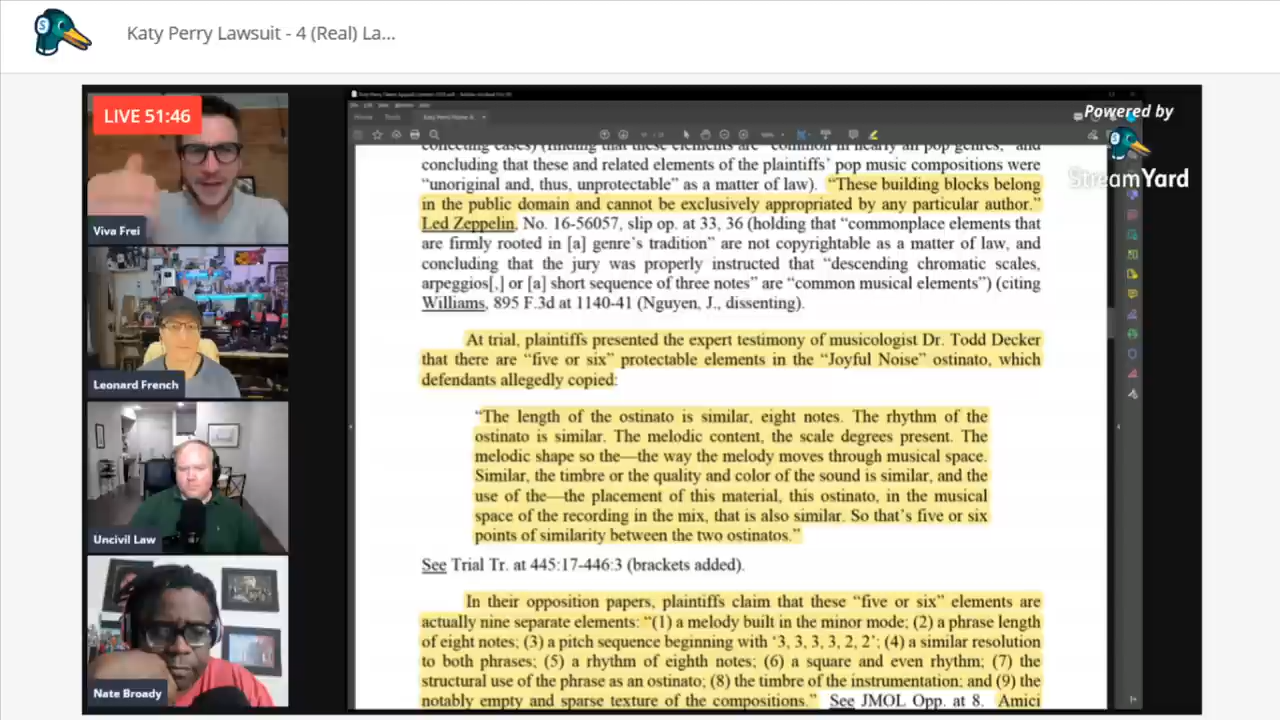 Katy Perry Lawsuit - 4 (Real) La...
LIVE 51:46
Viva Frei
Leonard French
Uncivil Law
Nate Broady
Powered by
StreamYard
concluding that these and related elements of the plaintiffs' pop music compositions were
“unoriginal and, thus, unprotectable” as a matter of law). “These building blocks belong
in the public domain and cannot be exclusively appropriated by any particular author.”
Led Zeppelin, No. 16-56057, slip op. at 33, 36 (holding that “commonplace elements that
are firmly rooted in [a] genre's tradition” are not copyrightable as a matter of law, and
concluding that the jury was properly instructed that “descending chromatic scales,
arpeggios[,] or [a] short sequence of three notes” are “common musical elements”) (citing
Williams, 895 F.3d at 1140-41 (Nguyen, J., dissenting).
At trial, plaintiffs presented the expert testimony of musicologist Dr. Todd Decker
that there are “five or six” protectable elements in the “Joyful Noise” ostinato, which
defendants allegedly copied:
“The length of the ostinato is similar, eight notes. The rhythm of the
ostinato is similar. The melodic content, the scale degrees present. The
melodic shape so the—the way the melody moves through musical space.
Similar, the timbre or the quality and color of the sound is similar, and the
use of the—the placement of this material, this ostinato, in the musical
space of the recording in the mix, that is also similar. So that's five or six
points of similarity between the two ostinatos.”
See Trial Tr. at 445:17-446:3 (brackets added).
In their opposition papers, plaintiffs claim that these “five or six” elements are
actually nine separate elements: “(1) a melody built in the minor mode; (2) a phrase length
of eight notes; (3) a pitch sequence beginning with ‘3, 3, 3, 3, 2, 2’; (4) a similar resolution
to both phrases; (5) a rhythm of eighth notes; (6) a square and even rhythm; (7) the
structural use of the phrase as an ostinato; (8) the timbre of the instrumentation; and (9) the
notably empty and sparse texture of the compositions.” See JMOL Opp. at 8. Amici